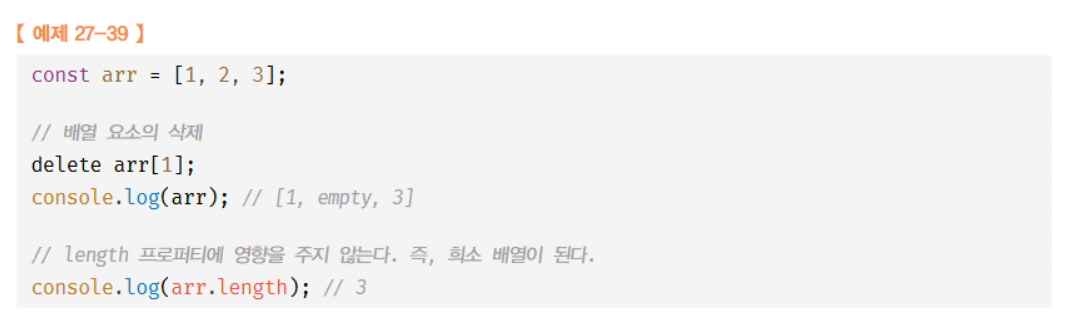 【 예제 27-39 】
const arr = [1, 2, 3];
// 배열 요소의 삭제
delete arr[1];
console.log(arr); // [1, empty, 3]
// length 프로퍼티에 영향을 주지 않는다. 즉, 희소 배열이 된다.
console.log(arr.length); // 3